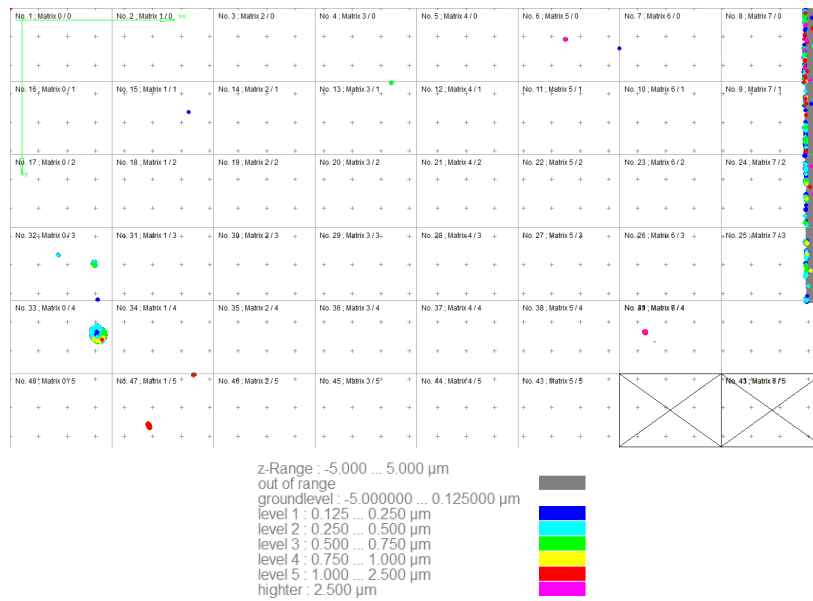 No. 1 ; Matrix 0 / 0 No. 2 ; Matrix 1 / 0 No. 3 ; Matrix 2 / 0 No. 4 ; Matrix 3 / 0 No. 5 ; Matrix 4 / 0 No. 6 ; Matrix 5 / 0 No. 7 ; Matrix 6 / 0 No. 8 ; Matrix 7 / 0
No. 16 ; Matrix 0 / 1 No. 15 ; Matrix 1 / 1 No. 14 ; Matrix 2 / 1 No. 13 ; Matrix 3 / 1 No. 12 ; Matrix 4 / 1 No. 11 ; Matrix 5 / 1 No. 10 ; Matrix 6 / 1 No. 9 ; Matrix 7 / 1
No. 17 ; Matrix 0 / 2 No. 18 ; Matrix 1 / 2 No. 19 ; Matrix 2 / 2 No. 20 ; Matrix 3 / 2 No. 21 ; Matrix 4 / 2 No. 22 ; Matrix 5 / 2 No. 23 ; Matrix 6 / 2 No. 24 ; Matrix 7 / 2
No. 32 ; Matrix 0 / 3 No. 31 ; Matrix 1 / 3 No. 30 ; Matrix 2 / 3 No. 29 ; Matrix 3 / 3 No. 28 ; Matrix 4 / 3 No. 27 ; Matrix 5 / 3 No. 26 ; Matrix 6 / 3 No. 25 ; Matrix 7 / 3
No. 33 ; Matrix 0 / 4 No. 34 ; Matrix 1 / 4 No. 35 ; Matrix 2 / 4 No. 36 ; Matrix 3 / 4 No. 37 ; Matrix 4 / 4 No. 38 ; Matrix 5 / 4
No. 48 ; Matrix 0 / 5 No. 47 ; Matrix 1 / 5 No. 46 ; Matrix 2 / 5 No. 45 ; Matrix 3 / 5 No. 44 ; Matrix 4 / 5 No. 43 ; Matrix 5 / 5
z-Range : -5.000 ... 5.000 µm
out of range
groundlevel : -5.000000 ... 0.125000 µm
level 1 : 0.125 ... 0.250 µm
level 2 : 0.250 ... 0.500 µm
level 3 : 0.500 ... 0.750 µm
level 4 : 0.750 ... 1.000 µm
level 5 : 1.000 ... 2.500 µm
highter : 2.500 µm